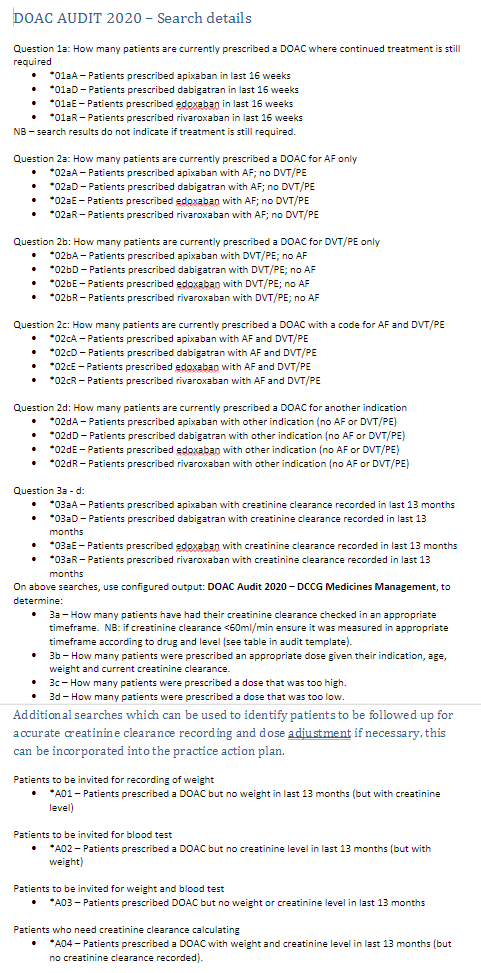 DOAC AUDIT 2020 – Search details
Question 1a: How many patients are currently prescribed a DOAC where continued treatment is still
required
• *01aA – Patients prescribed apixaban in last 16 weeks
• *01aD – Patients prescribed dabigatran in last 16 weeks
• *01aE – Patients prescribed edoxaban in last 16 weeks
• *01aR – Patients prescribed rivaroxaban in last 16 weeks
NB – search results do not indicate if treatment is still required.
Question 2a: How many patients are currently prescribed a DOAC for AF only
• *02aA – Patients prescribed apixaban with AF; no DVT/PE
• *02aD – Patients prescribed dabigatran with AF; no DVT/PE
• *02aE – Patients prescribed edoxaban with AF; no DVT/PE
• *02aR – Patients prescribed rivaroxaban with AF; no DVT/PE
Question 2b: How many patients are currently prescribed a DOAC for DVT/PE only
• *02bA – Patients prescribed apixaban with DVT/PE; no AF
• *02bD – Patients prescribed dabigatran with DVT/PE; no AF
• *02bE – Patients prescribed edoxaban with DVT/PE; no AF
• *02bR – Patients prescribed rivaroxaban with DVT/PE; no AF
Question 2c: How many patients are currently prescribed a DOAC with a code for AF and DVT/PE
• *02cA – Patients prescribed apixaban with AF and DVT/PE
• *02cD – Patients prescribed dabigatran with AF and DVT/PE
• *02cE – Patients prescribed edoxaban with AF and DVT/PE
• *02cR – Patients prescribed rivaroxaban with AF and DVT/PE
Question 2d: How many patients are currently prescribed a DOAC for another indication
• *02dA – Patients prescribed apixaban with other indication (no AF or DVT/PE)
• *02dD – Patients prescribed dabigatran with other indication (no AF or DVT/PE)
• *02dE – Patients prescribed edoxaban with other indication (no AF or DVT/PE)
• *02dR – Patients prescribed rivaroxaban with other indication (no AF or DVT/PE)
Question 3a - d:
• *03aA – Patients prescribed apixaban with creatinine clearance recorded in last 13 months
• *03aD – Patients prescribed dabigatran with creatinine clearance recorded in last 13
months
• *03aE – Patients prescribed edoxaban with creatinine clearance recorded in last 13 months
• *03aR – Patients prescribed rivaroxaban with creatinine clearance recorded in last 13
months
On above searches, use configured output: DOAC Audit 2020 – DCCG Medicines Management, to
determine:
• 3a – How many patients have had their creatinine clearance checked in an appropriate
timeframe. NB: if creatinine clearance <60ml/min ensure it was measured in appropriate
timeframe according to drug and level (see table in audit template).
• 3b – How many were prescribed an appropriate dose given their indication, age,
weight and current creatinine clearance.
• 3c – How many patients were prescribed a dose that was too high.
• 3d – How many patients were prescribed a dose that was too low.
Additional searches which can be used to identify patients to be followed up for
accurate creatinine clearance recording and dose adjustment if necessary, this
can be incorporated into the practice action plan.
Patients to be invited for recording of weight
• *A01 – Patients prescribed a DOAC but no weight in last 13 months (but with creatinine
level)
Patients to be invited for blood test
• *A02 – Patients prescribed a DOAC but no creatinine level in last 13 months (but with
weight)
Patients to be invited for weight and blood test
• *A03 – Patients prescribed DOAC but no weight or creatinine level in last 13 months
Patients who need creatinine clearance calculating
• *A04 – Patients prescribed a DOAC with weight and creatinine level in last 13 months (but
no creatinine clearance recorded).